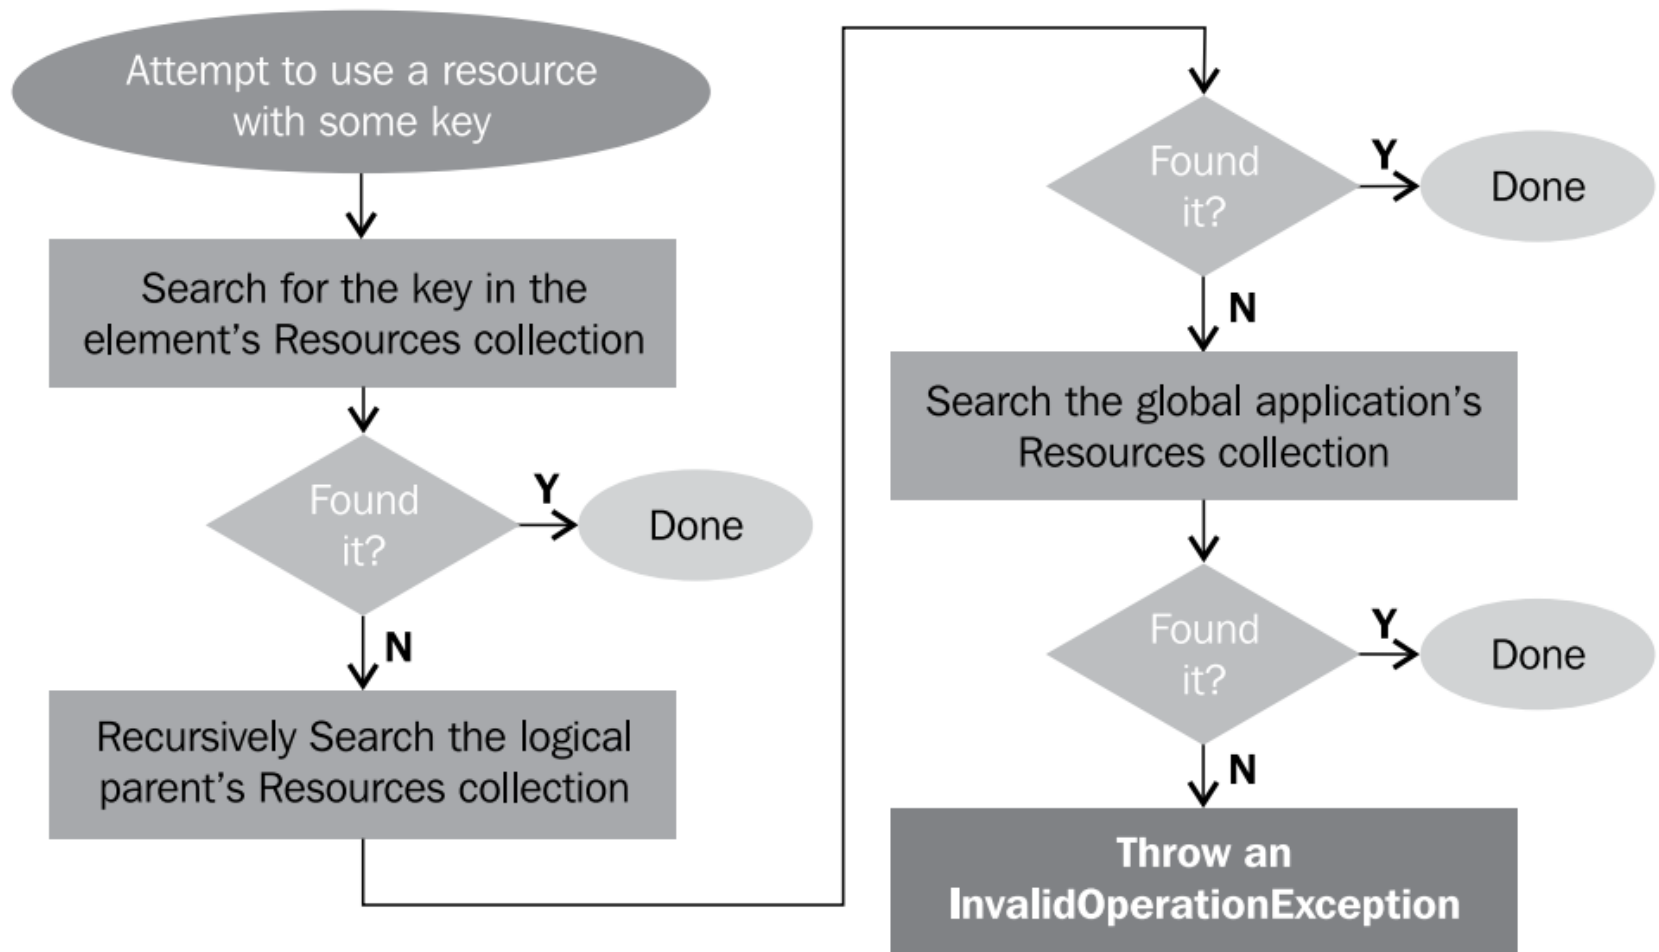 Attempt to use a resource
with some key
Search for the key in the
element's Resources collection
Found
it?
Y
Done
N
Recursively Search the logical
parent's Resources collection
Found
it?
Y
Done
N
Search the global application's
Resources collection
Found
it?
Y
Done
N
Throw an
InvalidOperationException